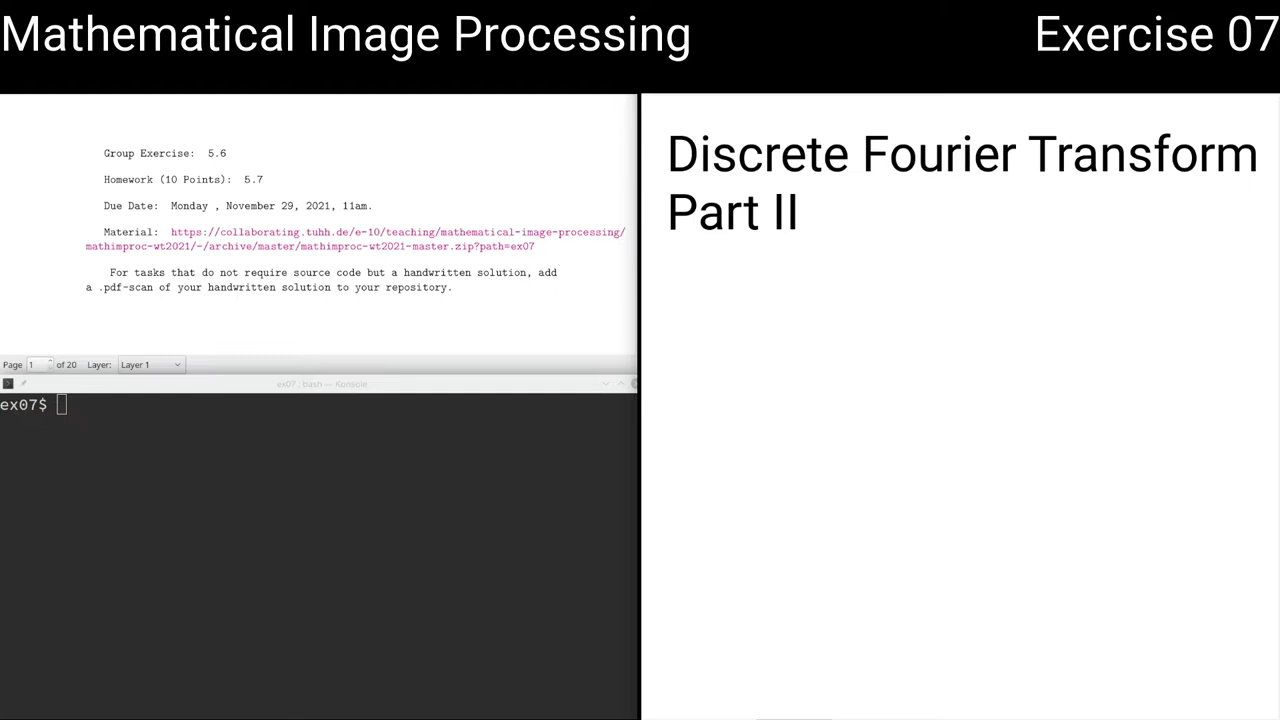 Mathematical Image Processing
Exercise 07
Group Exercise: 5.6
Homework (10 Points): 5.7
Due Date: Monday , November 29, 2021, 11am.
Material: https://collaborating.tuhh.de/e-10/teaching/mathematical-image-processing/
mathimproc-wt2021/-/archive/master/mathimproc-wt2021-master.zip?path=ex07
For tasks that do not require source code but a handwritten solution, add
a .pdf-scan of your handwritten solution to your repository.
Page 1 of 20 Layer: Layer 1
ex07 : bash — Konsole
ex07$
Discrete Fourier Transform
Part II